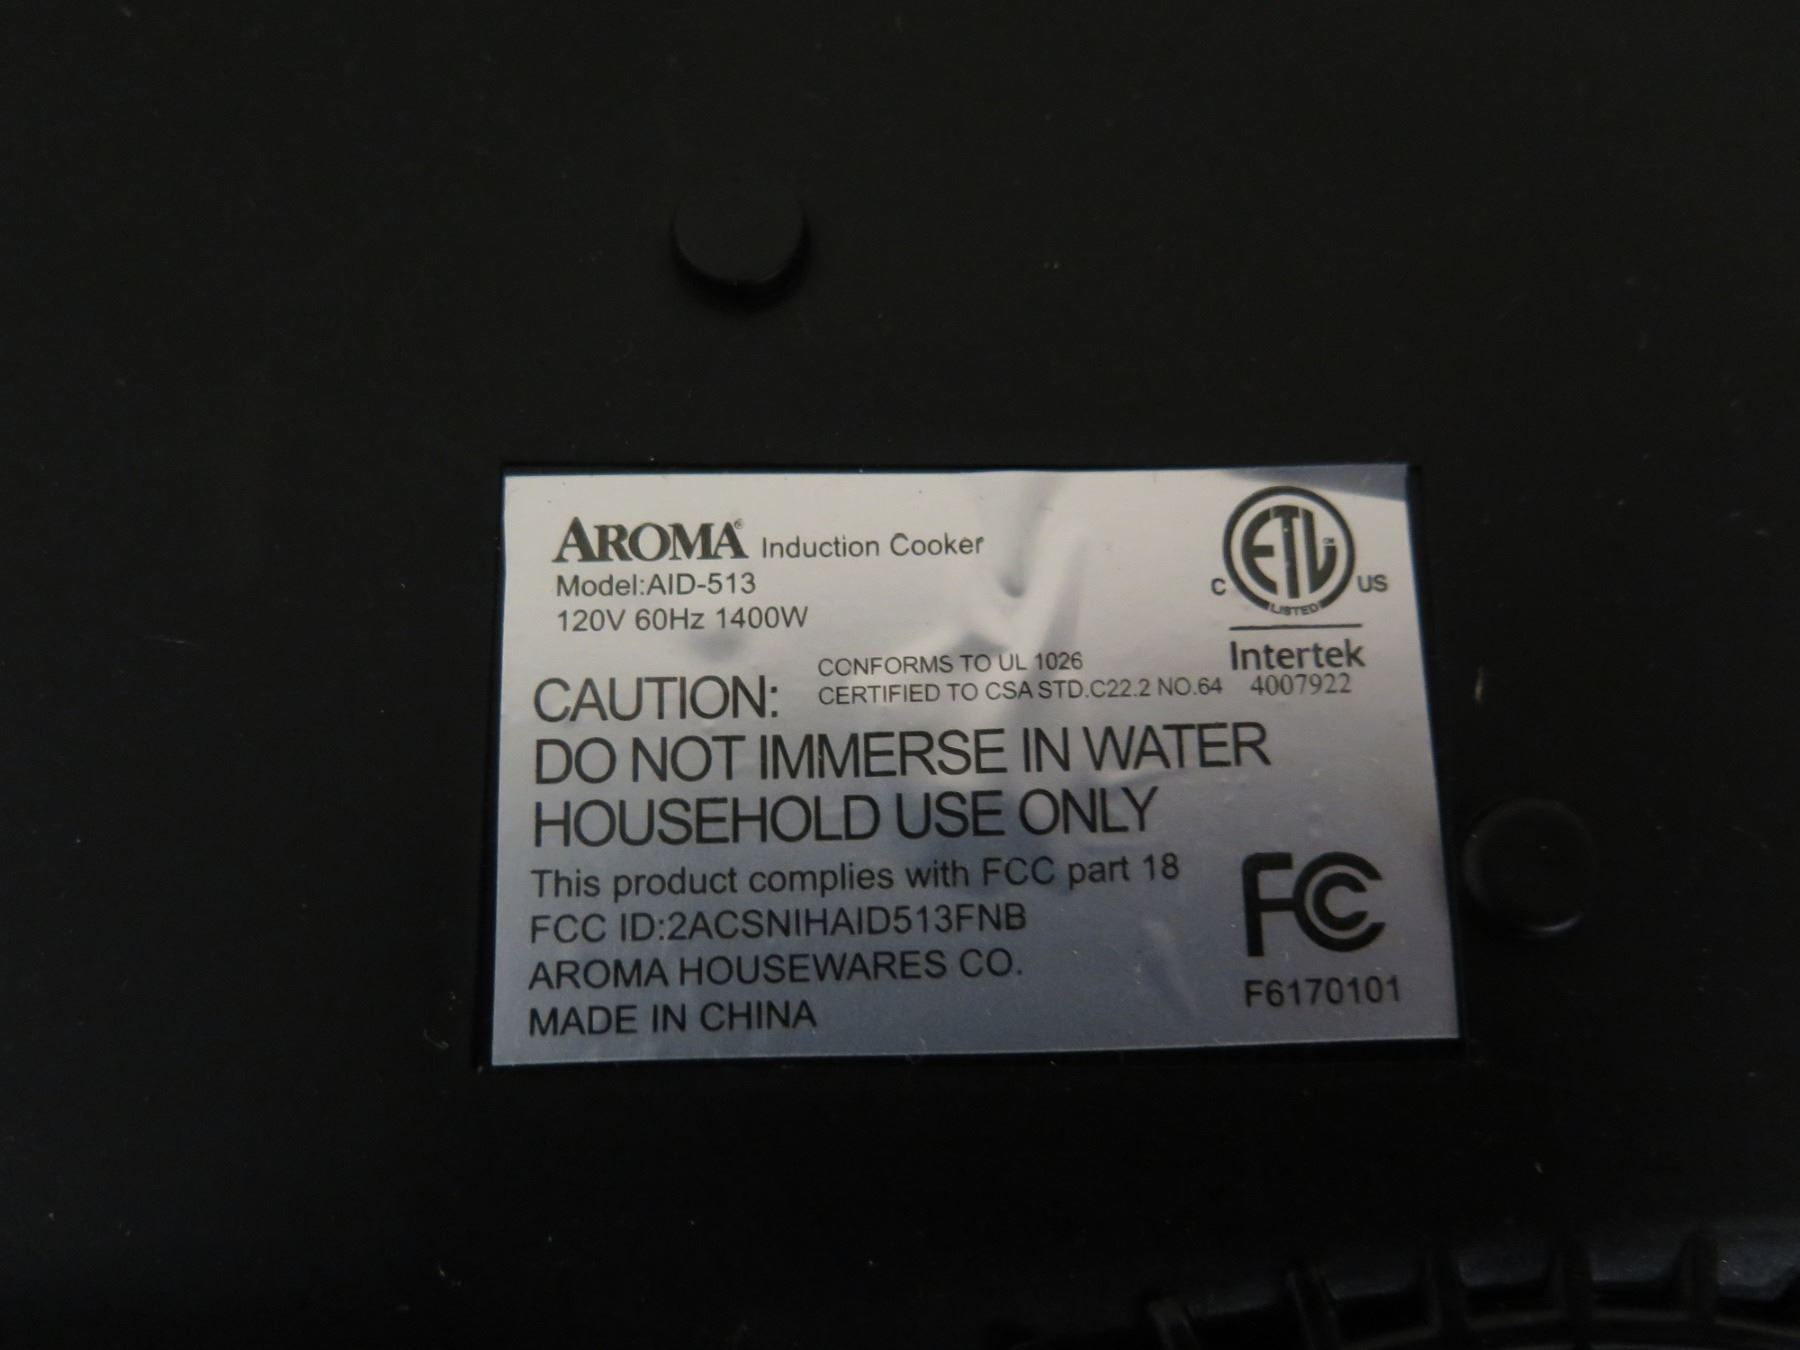 AROMA® Induction Cooker
Model:AID-513
120V 60Hz 1400W
ETL CM
LISTED
C US
Intertek
4007922
CONFORMS TO UL 1026
CERTIFIED TO CSA STD.C22.2 NO.64
CAUTION:
DO NOT IMMERSE IN WATER
HOUSEHOLD USE ONLY
This product complies with FCC part 18
FCC ID:2ACSNIHAID513FNB
AROMA HOUSEWARES CO.
MADE IN CHINA
FC
F6170101